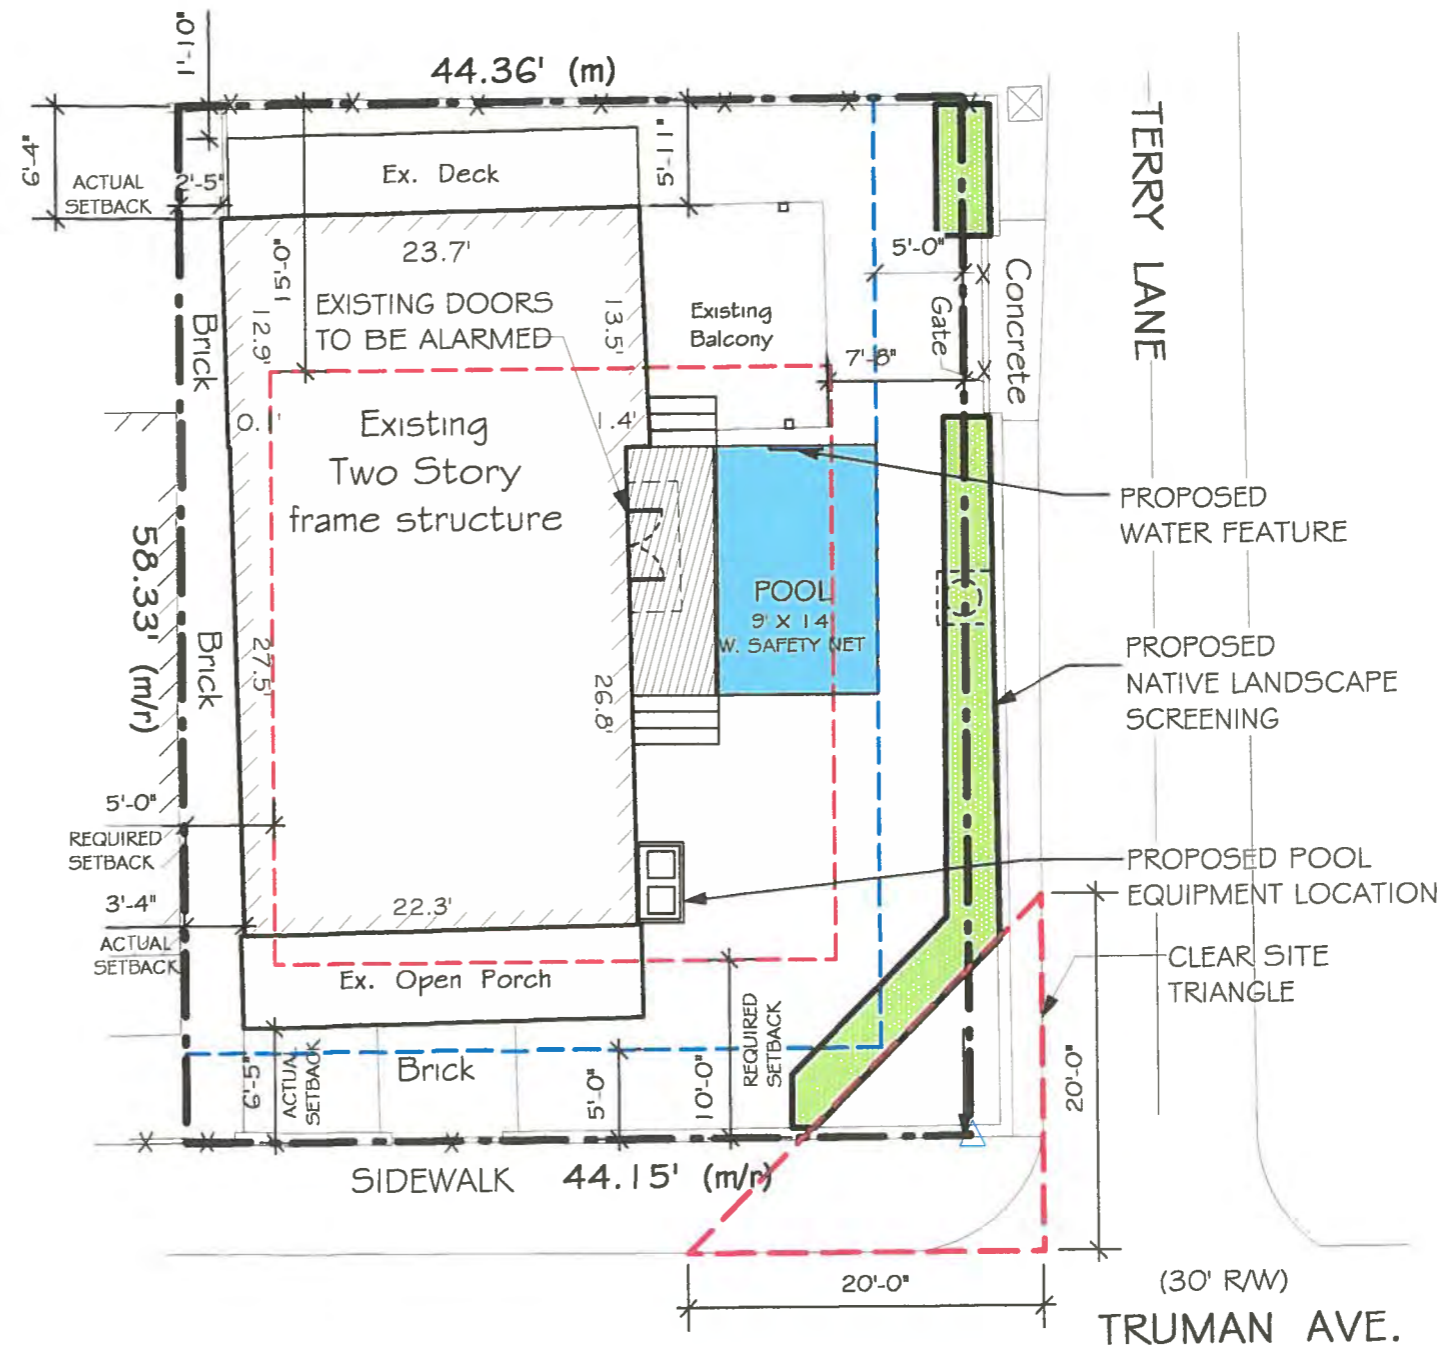 1'-10"
44.36' (m)
6'-4"
ACTUAL
SETBACK
2'-5"
Ex. Deck
5'-11"
TERRY LANE
23.7'
15'-0"
5'-0"
EXISTING DOORS
TO BE ALARMED
12.9'
13.5'
Existing
Balcony
Gate
Concrete
Brick
7'-8"
0.1'
1.4'
Existing
Two Story
frame structure
PROPOSED
WATER FEATURE
58.33' (m/r)
POOL
9' X 14
W. SAFETY NET
Brick
27.5'
26.8'
PROPOSED
NATIVE LANDSCAPE
SCREENING
5'-0"
REQUIRED
SETBACK
3'-4"
ACTUAL
SETBACK
22.3'
PROPOSED POOL
EQUIPMENT LOCATION
Ex. Open Porch
CLEAR SITE
TRIANGLE
6'-5"
ACTUAL
SETBACK
Brick
5'-0"
10'-0"
REQUIRED
SETBACK
20'-0"
SIDEWALK
44.15' (m/r)
20'-0"
(30' R/W)
TRUMAN AVE.